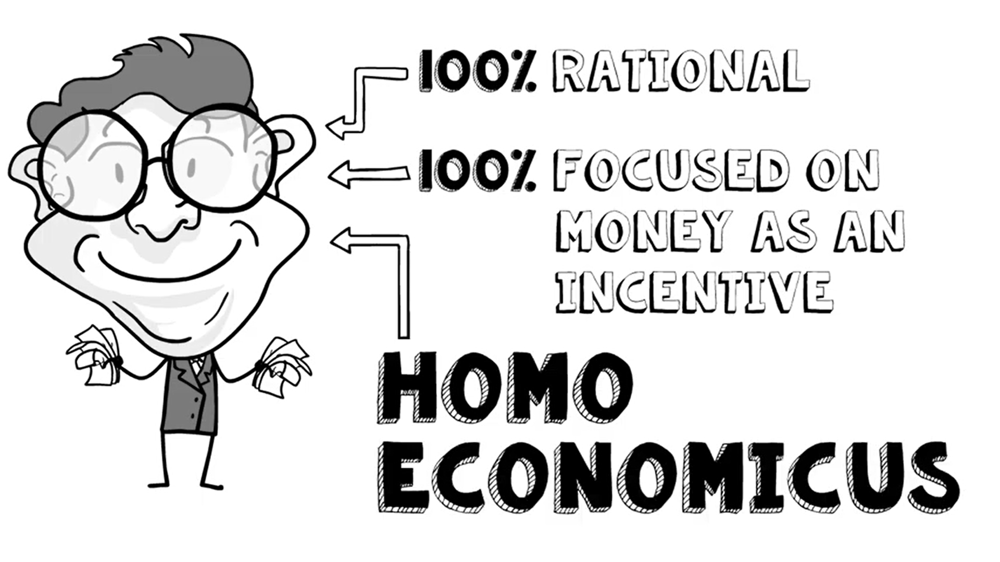 100% RATIONAL
100% FOCUSED ON
MONEY AS AN
INCENTIVE
HOMO
ECONOMICUS